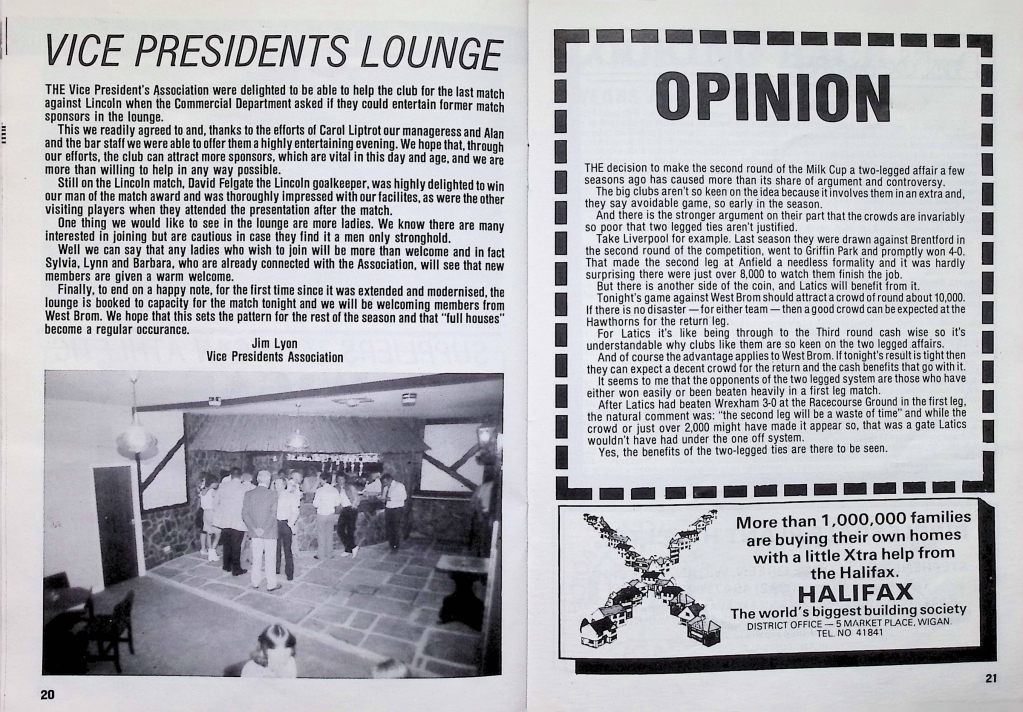 VICE PRESIDENTS LOUNGE
THE Vice President's Association were delighted to be able to help the club for the last match
against Lincoln when the Commercial Department asked if they could entertain former match
sponsors in the lounge.
This we readily agreed to and, thanks to the efforts of Carol Liptrot our manageress and Alan
and the bar staff we were able to offer them a highly entertaining evening. We hope that, through
our efforts, the club can attract more sponsors, which are vital in this day and age, and we are
more than willing to help in any way possible.
Still on the Lincoln match, David Felgate the Lincoln goalkeeper, was highly delighted to win
our man of the match award and was thoroughly impressed with our facilites, as were the other
visiting players when they attended the presentation after the match.
One thing we would like to see in the lounge are more ladies. We know there are many
interested in joining but are cautious in case they find it a men only stronghold.
Well we can say that any ladies who wish to join will be more than welcome and in fact
Sylvia, Lynn and Barbara, who are already connected with the Association, will see that new
members are given a warm welcome.
Finally, to end on a happy note, for the first time since it was extended and modernised, the
lounge is booked to capacity for the match tonight and we will be welcoming members from
West Brom. We hope that this sets the pattern for the rest of the season and that "full houses"
become a regular occurance.
Jim Lyon
Vice Presidents Association
20
OPINION
THE decision to make the second round of the Milk Cup a two-legged affair a few
seasons ago has caused more than its share of argument and controversy.
The big clubs aren't so keen on the idea because it involves them in an extra and,
they say avoidable game, so early in the season.
And there is the stronger argument on their part that the crowds are invariably
so poor that two legged ties aren't justified.
Take Liverpool for example. Last season they were drawn against Brentford in
the second round of the competition, went to Griffin Park and promptly won 4-0.
That made the second leg at Anfield a needless formality and it was hardly
surprising there were just over 8,000 to watch them finish the job.
But there is another side of the coin, and Latics will benefit from it.
Tonight's game against West Brom should attract a crowd of round about 10,000.
If there is no disaster — for either team — then a good crowd can be expected at the
Hawthorns for the return leg.
For Latics it's like being through to the Third round cash wise so it's
understandable why clubs like them are so keen on the two legged affairs.
And of course the advantage applies to West Brom. If tonight's result is tight then
they can expect a decent crowd for the return and the cash benefits that go with it.
It seems to me that the opponents of the two legged system are those who have
either won easily or been beaten heavily in a first leg match.
After Latics had beaten Wrexham 3-0 at the Racecourse Ground in the first leg,
the natural comment was: "the second leg will be a waste of time" and while the
crowd or just over 2,000 might have made it appear so, that was a gate Latics
wouldn't have had under the one off system.
Yes, the benefits of the two-legged ties are there to be seen.
More than 1,000,000 families
are buying their own homes
with a little Xtra help from
the Halifax.
HALIFAX
The world's biggest building society
DISTRICT OFFICE — 5 MARKET PLACE, WIGAN.
TEL. NO 41841
21